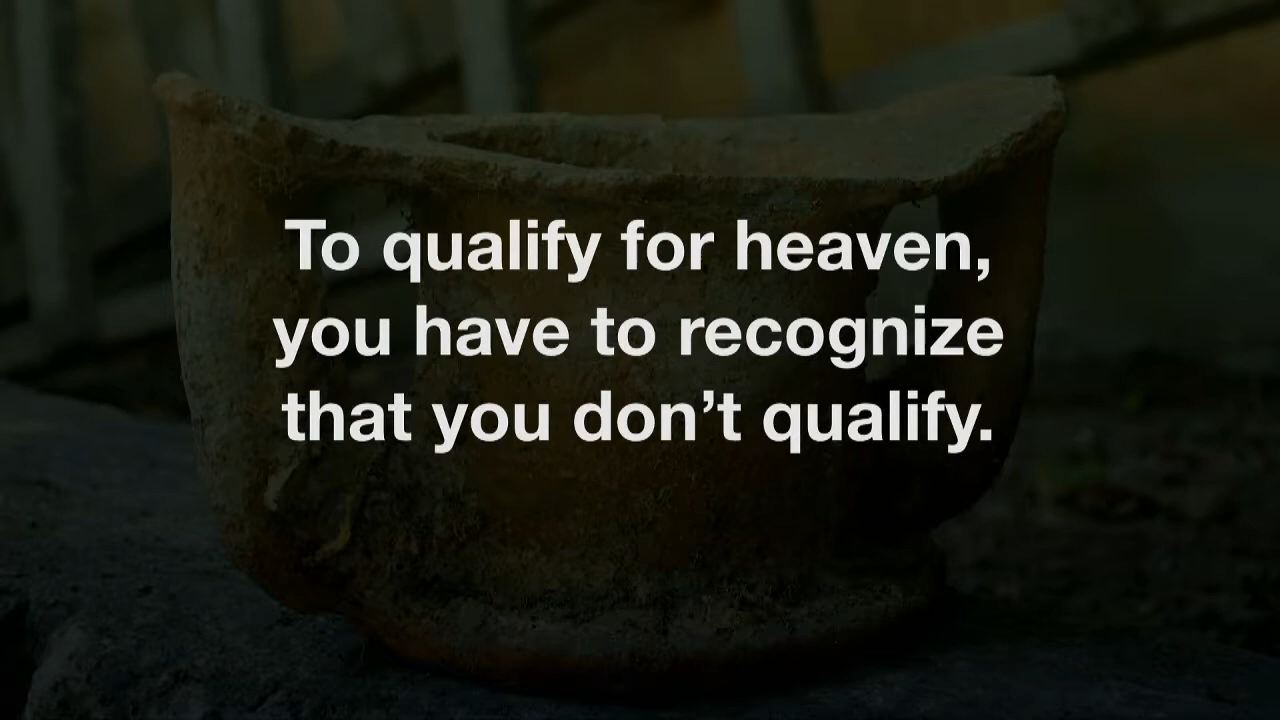 To qualify for heaven,
you have to recognize
that you don’t qualify.